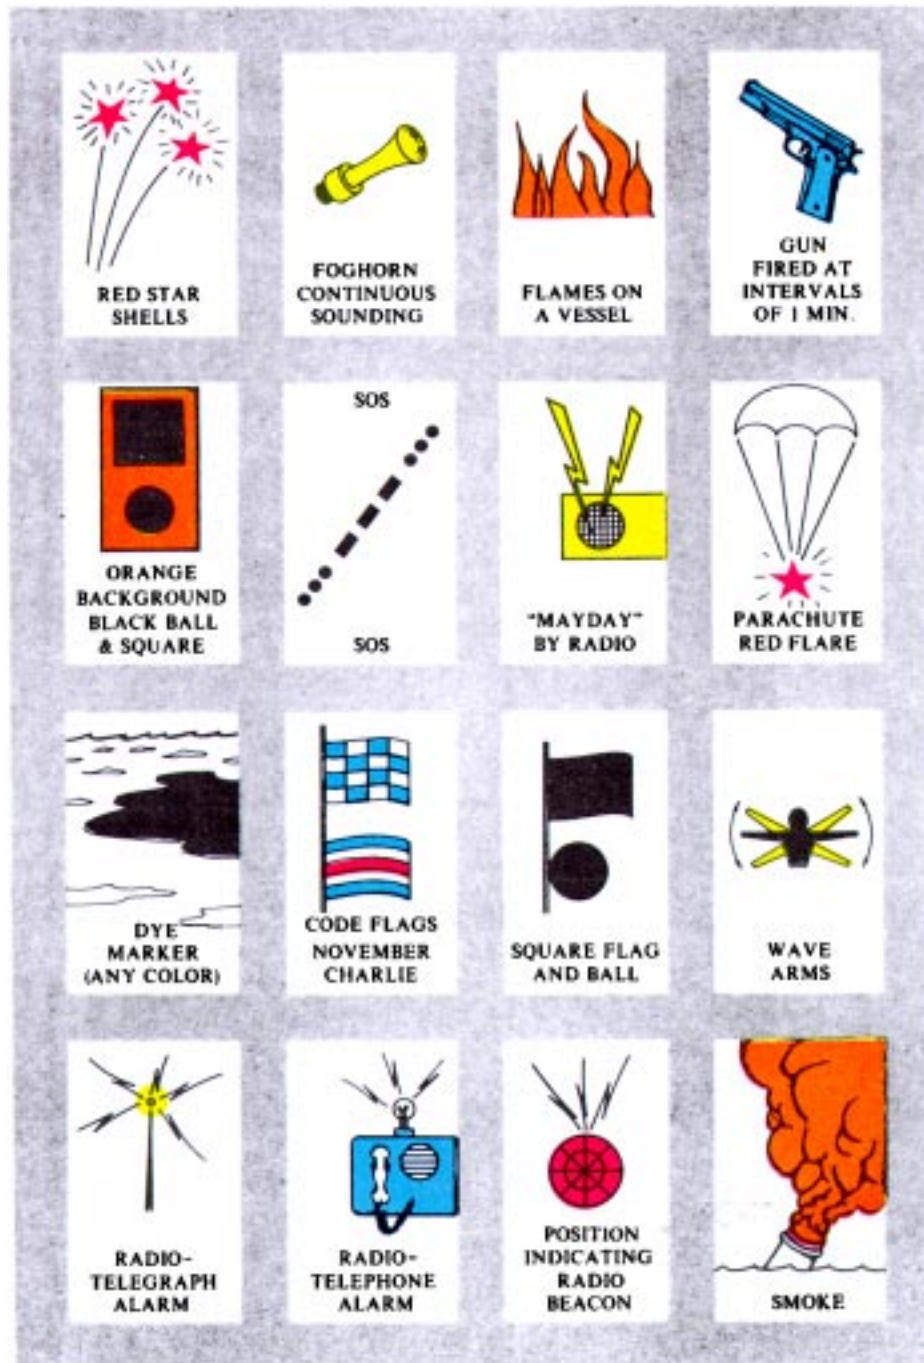 RED STAR
SHELLS
FOGHORN
CONTINUOUS
SOUNDING
FLAMES ON
A VESSEL
GUN
FIRED AT
INTERVALS
OF 1 MIN.
ORANGE
BACKGROUND
BLACK BALL
& SQUARE
SOS
SOS
"MAYDAY"
BY RADIO
PARACHUTE
RED FLARE
DYE
MARKER
(ANY COLOR)
CODE FLAGS
NOVEMBER
CHARLIE
SQUARE FLAG
AND BALL
WAVE
ARMS
RADIO-
TELEGRAPH
ALARM
RADIO-
TELEPHONE
ALARM
POSITION
INDICATING
RADIO
BEACON
SMOKE